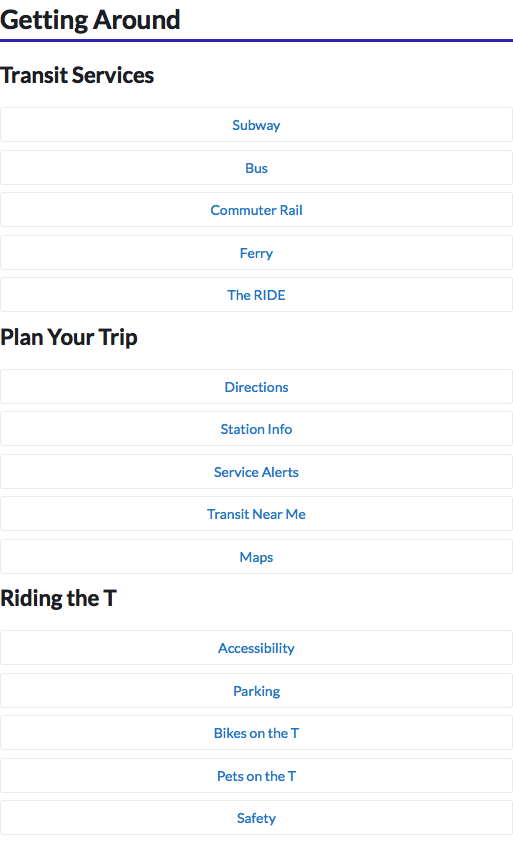 Getting Around
Transit Services
Subway
Bus
Commuter Rail
Ferry
The RIDE
Plan Your Trip
Directions
Station Info
Service Alerts
Transit Near Me
Maps
Riding the T
Accessibility
Parking
Bikes on the T
Pets on the T
Safety